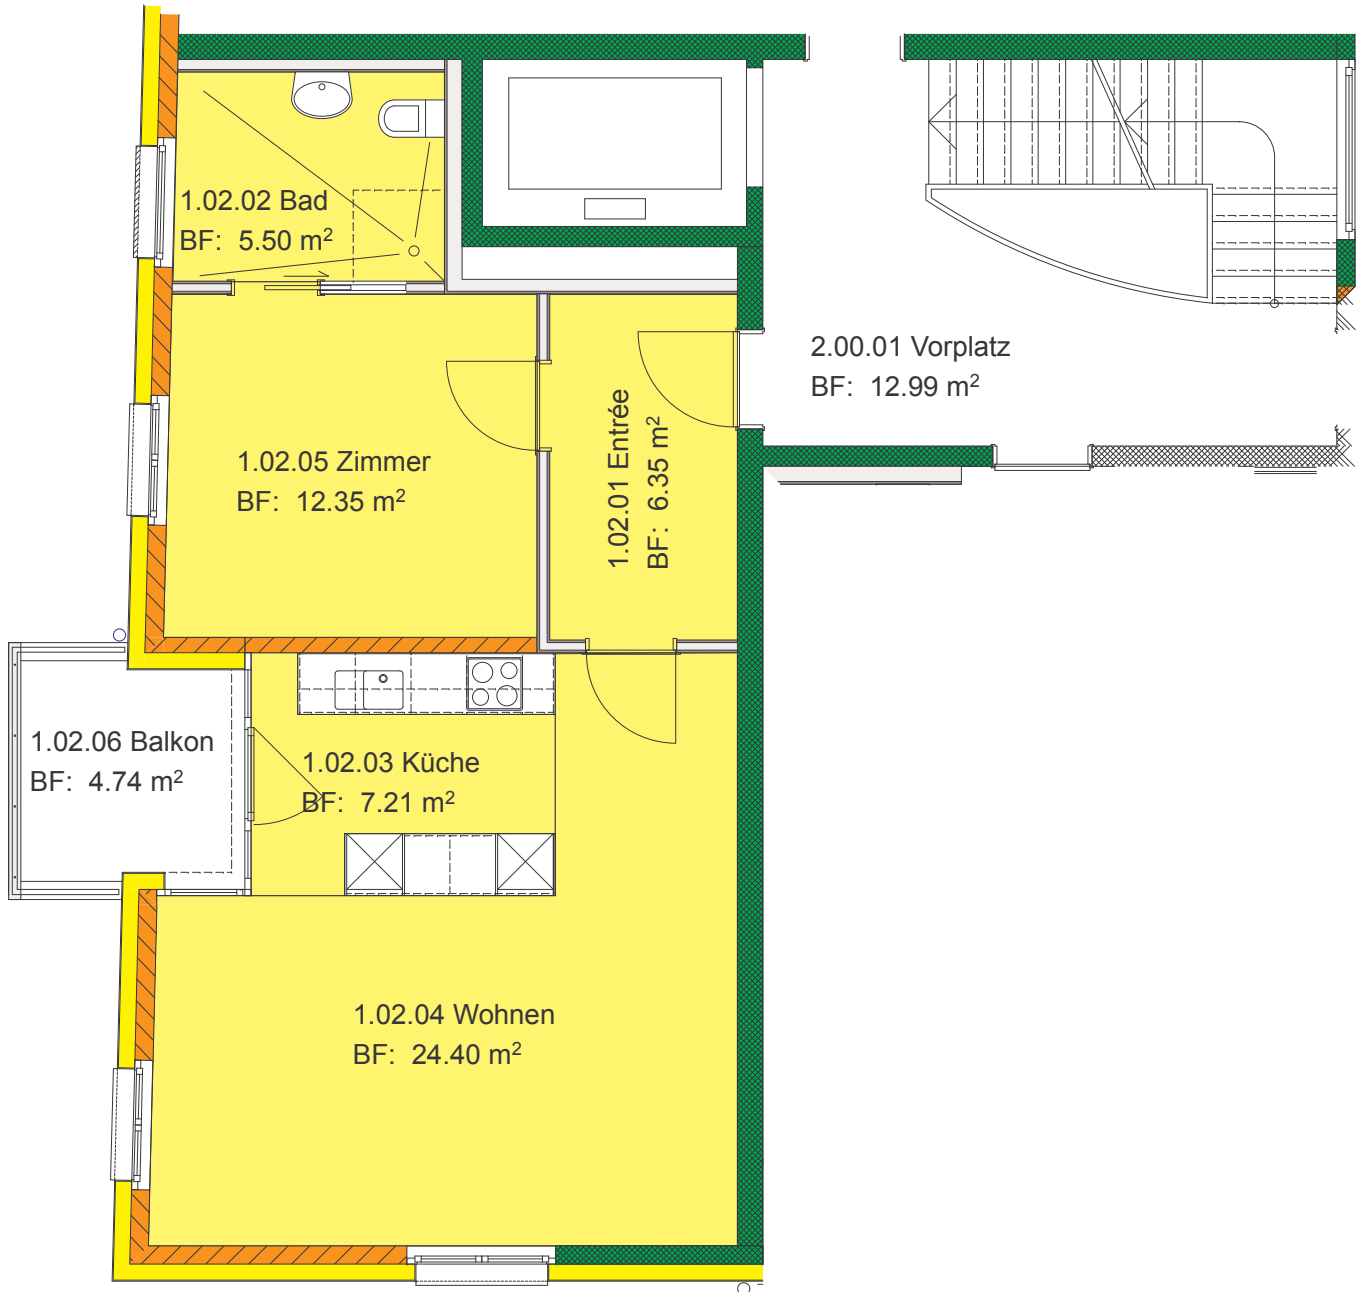 1.02.02 Bad
BF: 5.50 m²
2.00.01 Vorplatz
BF: 12.99 m²
1.02.05 Zimmer
BF: 12.35 m²
1.02.01 Entrée
BF: 6.35 m²
1.02.06 Balkon
BF: 4.74 m²
1.02.03 Küche
BF: 7.21 m²
1.02.04 Wohnen
BF: 24.40 m²